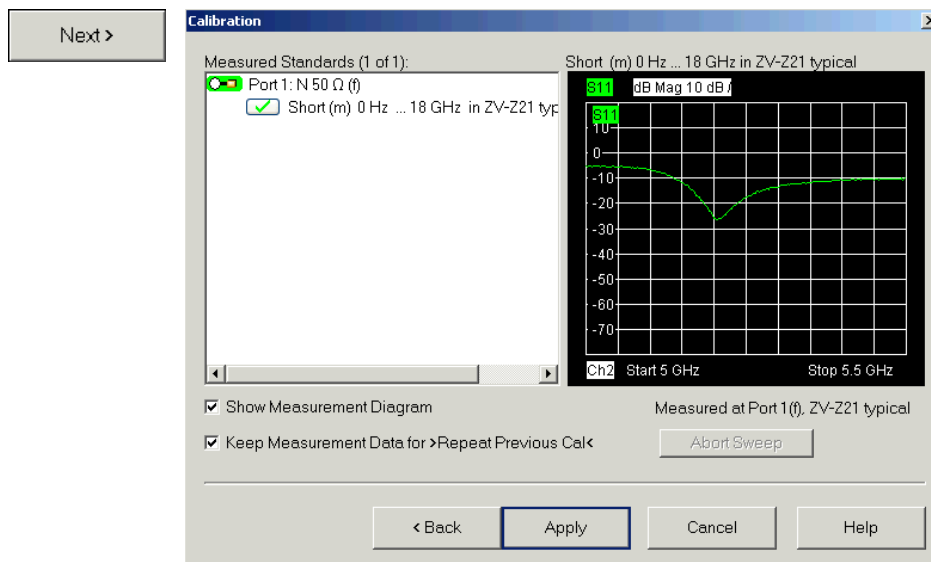 Next >
Calibration
Measured Standards (1 of 1):
Port 1: N 50 Ω (f)
Short (m) 0 Hz ... 18 GHz in ZV-Z21 typ
Short (m) 0 Hz ... 18 GHz in ZV-Z21 typical
S11 dB Mag 10 dB /
S11
10
0
-10
-20
-30
-40
-50
-60
-70
Ch2 Start 5 GHz Stop 5.5 GHz
Show Measurement Diagram
Measured at Port 1(f), ZV-Z21 typical
Keep Measurement Data for >Repeat Previous Cal<
Abort Sweep
< Back
Apply
Cancel
Help